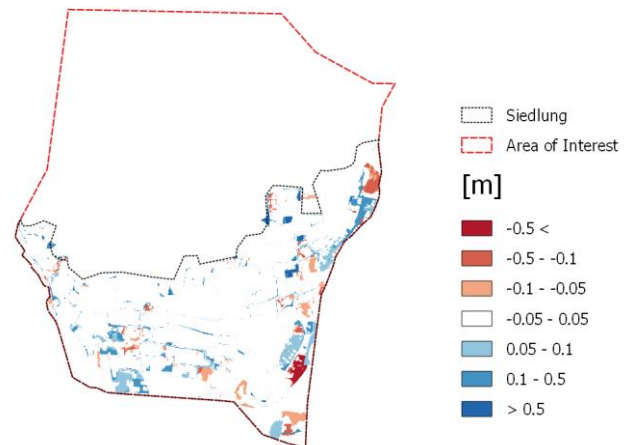 Siedlung
Area of Interest
[m]
-0.5 <
-0.5 - -0.1
-0.1 - -0.05
-0.05 - 0.05
0.05 - 0.1
0.1 - 0.5
> 0.5